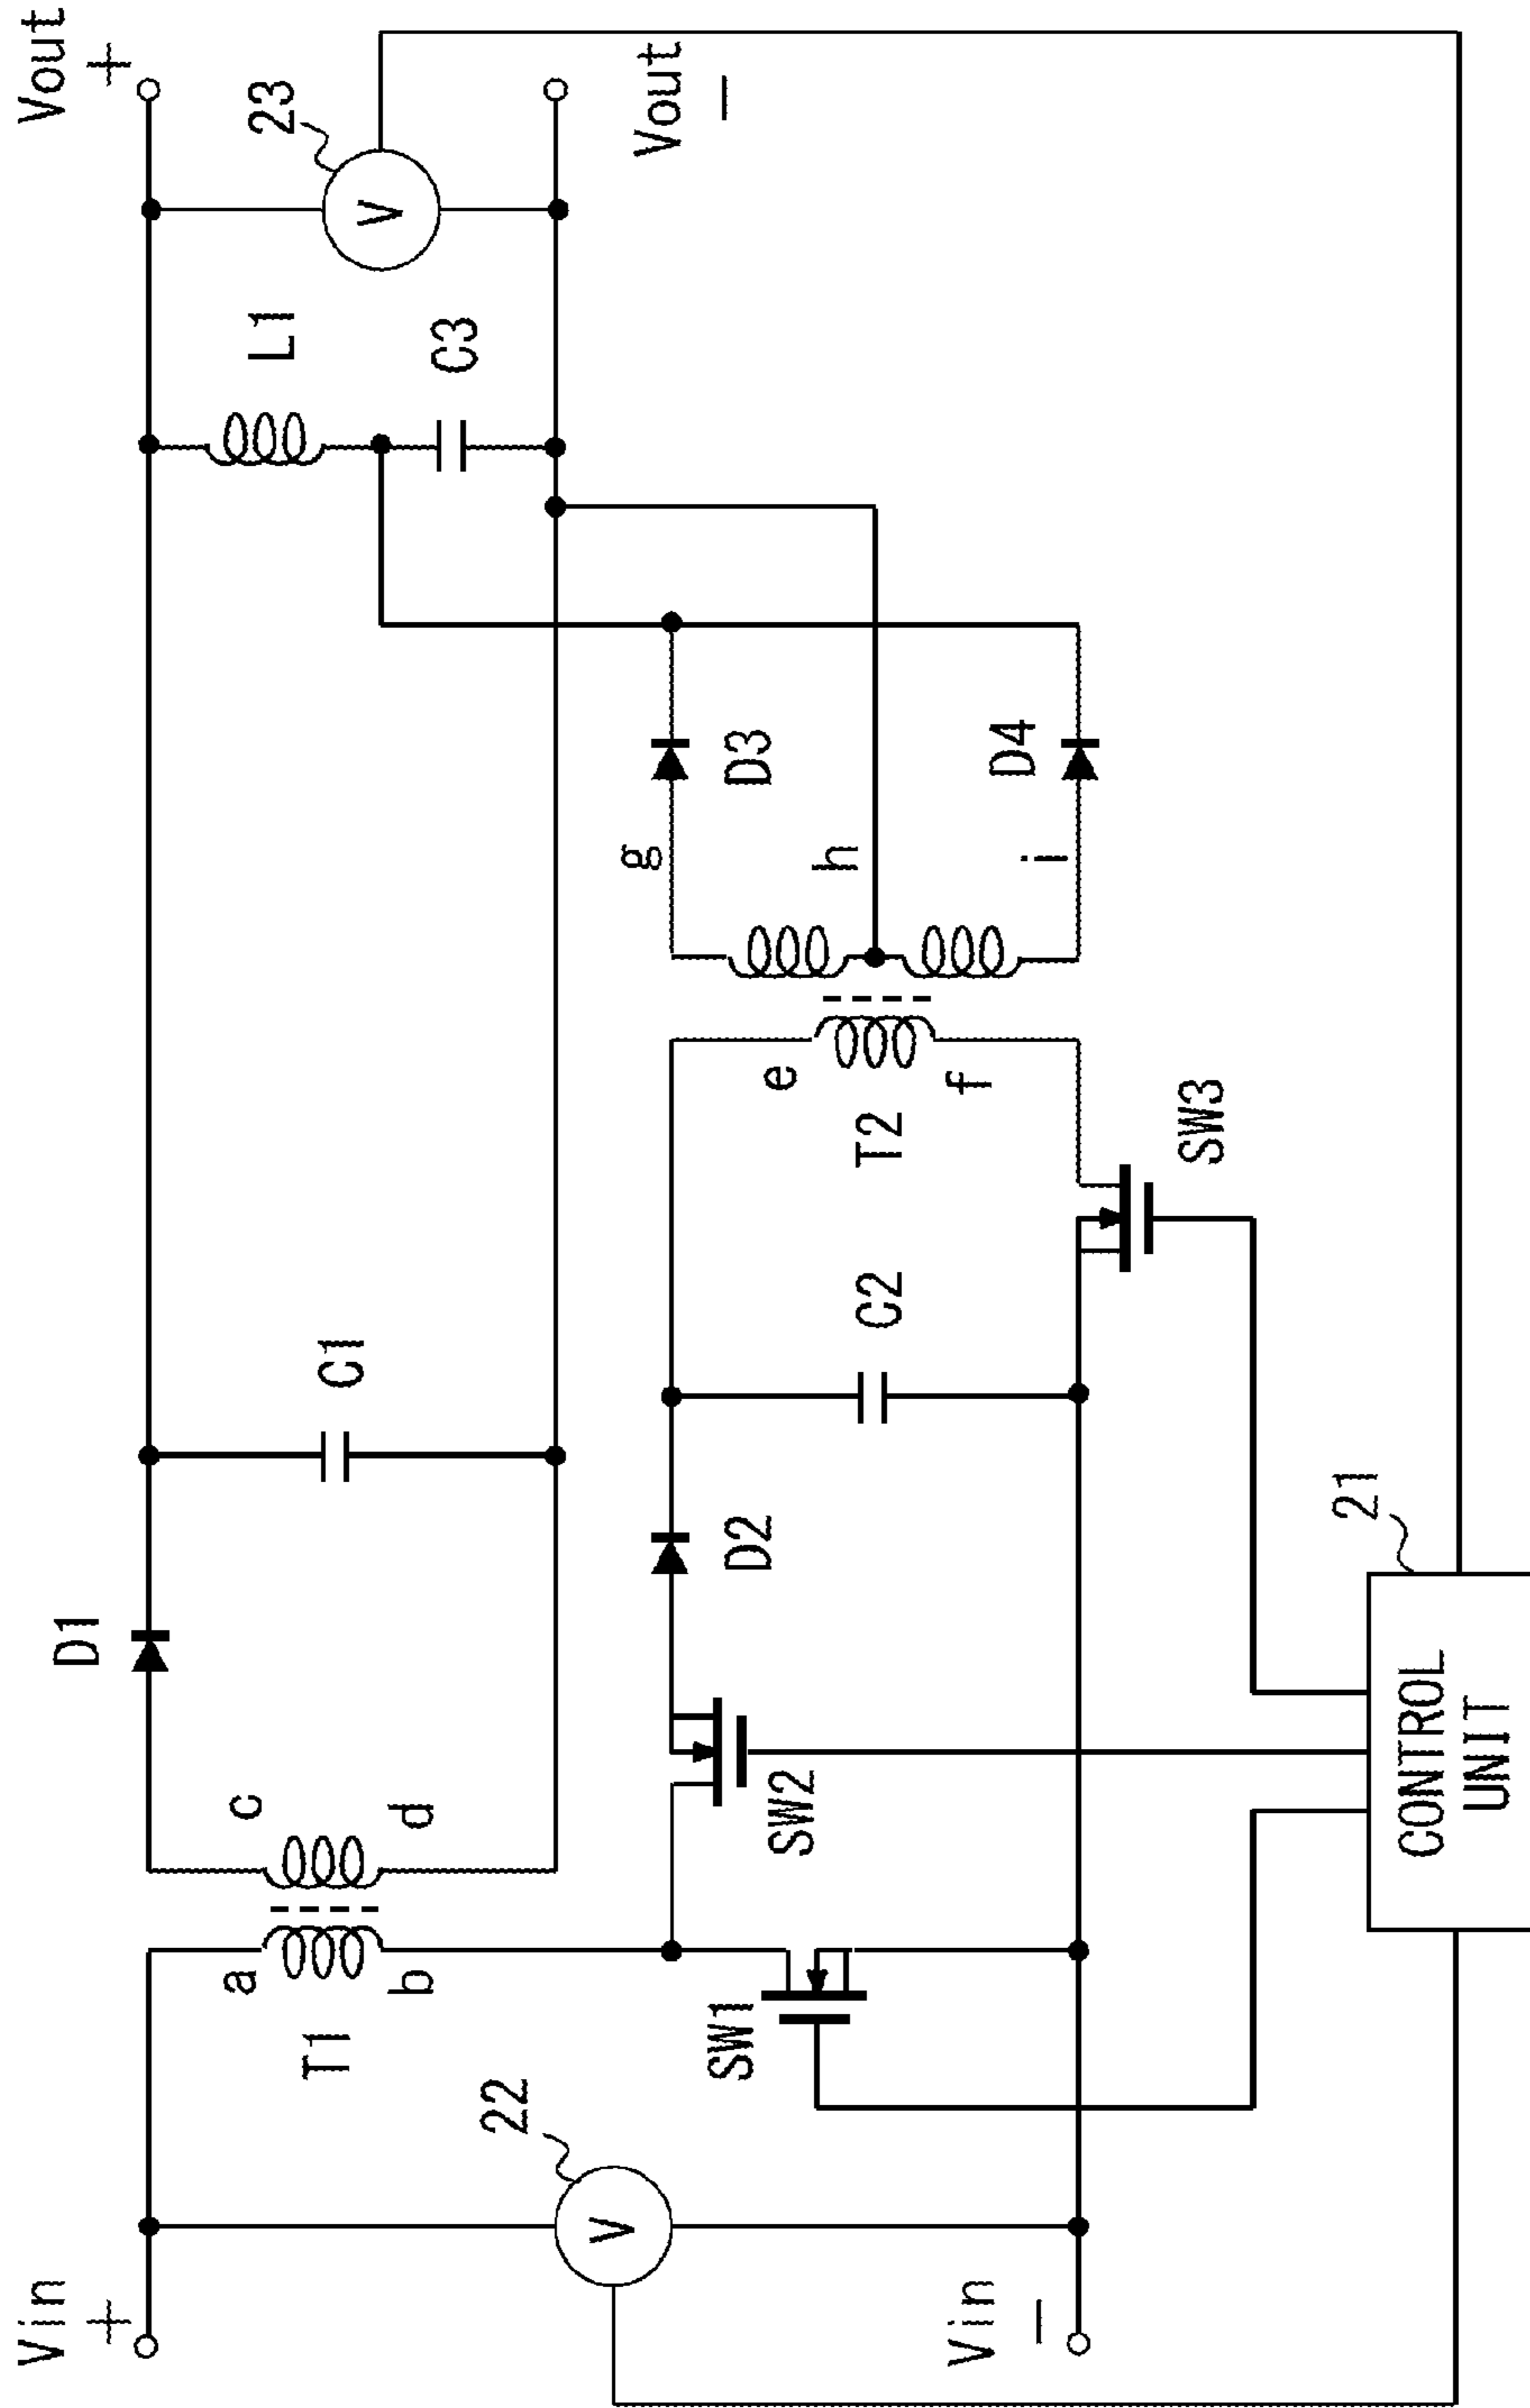 Vin
+
Vin
−
Vout
+
Vout
−
22
V
T1
a
b
c
d
D1
C1
SW1
SW2
D2
C2
SW3
T2
e
f
g
h
i
D3
D4
L1
C3
23
V
21
CONTROL
UNIT